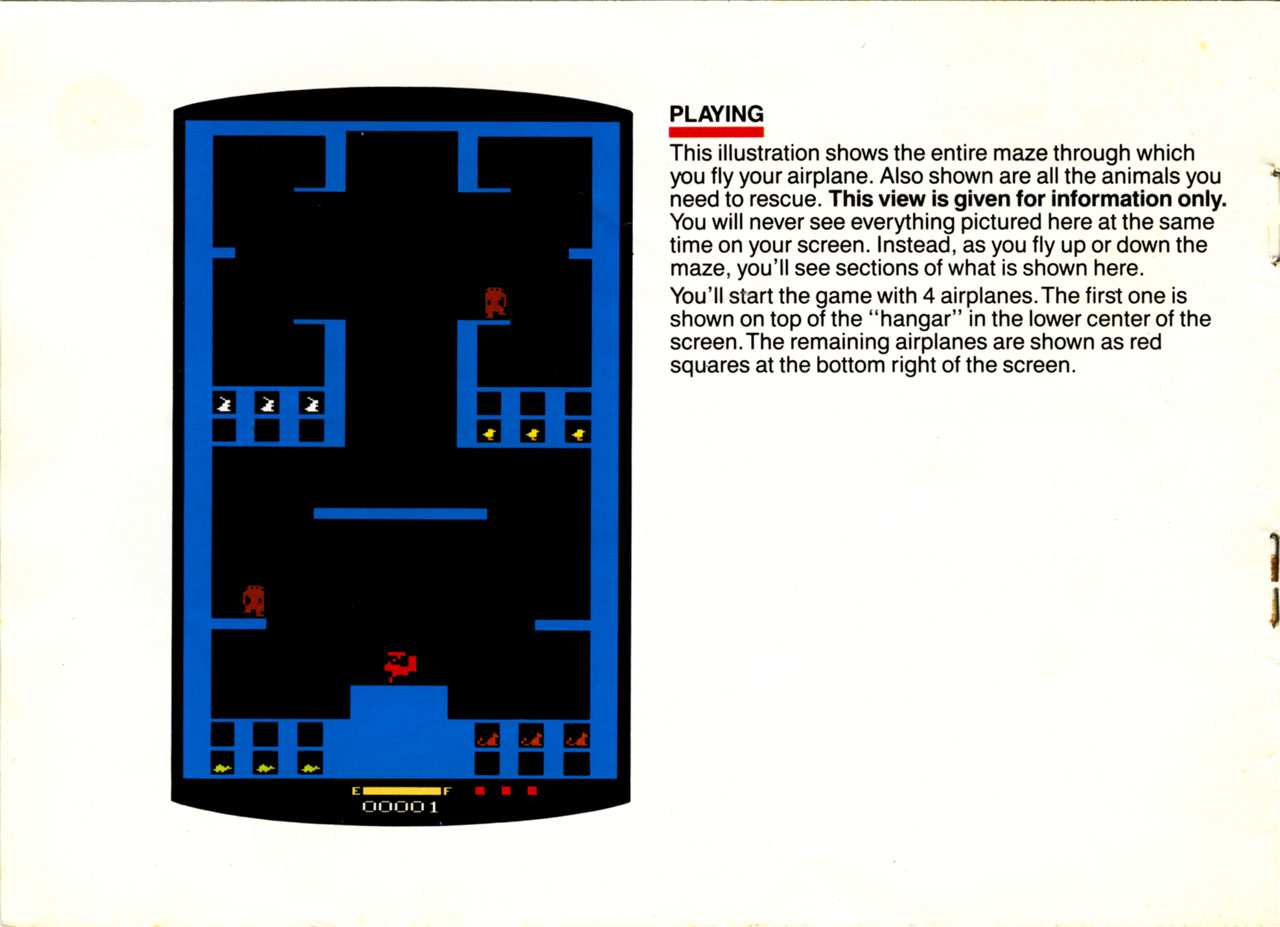 PLAYING
This illustration shows the entire maze through which
you fly your airplane. Also shown are all the animals you
need to rescue. This view is given for information only.
You will never see everything pictured here at the same
time on your screen. Instead, as you fly up or down the
maze, you'll see sections of what is shown here.
You'll start the game with 4 airplanes. The first one is
shown on top of the "hangar" in the lower center of the
screen. The remaining airplanes are shown as red
squares at the bottom right of the screen.
E F
00001